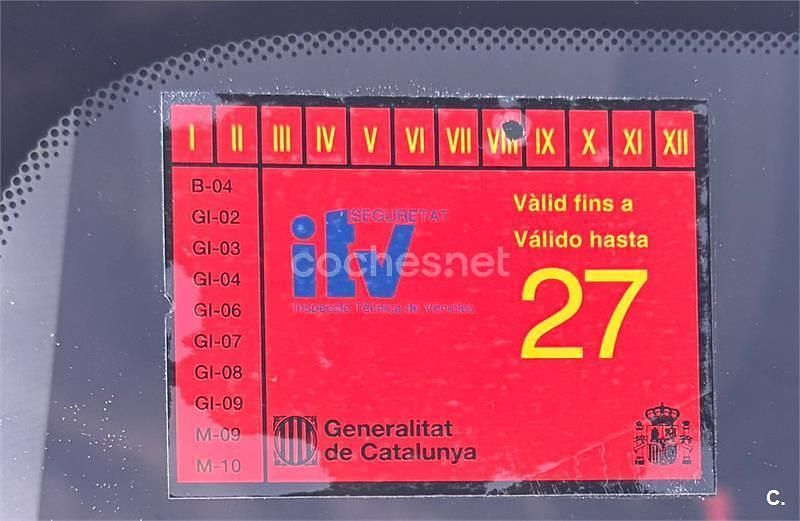 I II III IV V VI VII VIII IX X XI XII
B-04
GI-02
GI-03
GI-04
GI-06
GI-07
GI-08
GI-09
M-09
M-10
SEGURETAT
itv
Inspecció Tècnica de Vehicles
Vàlid fins a
Válido hasta
27
coches.net
Generalitat
de Catalunya
C.